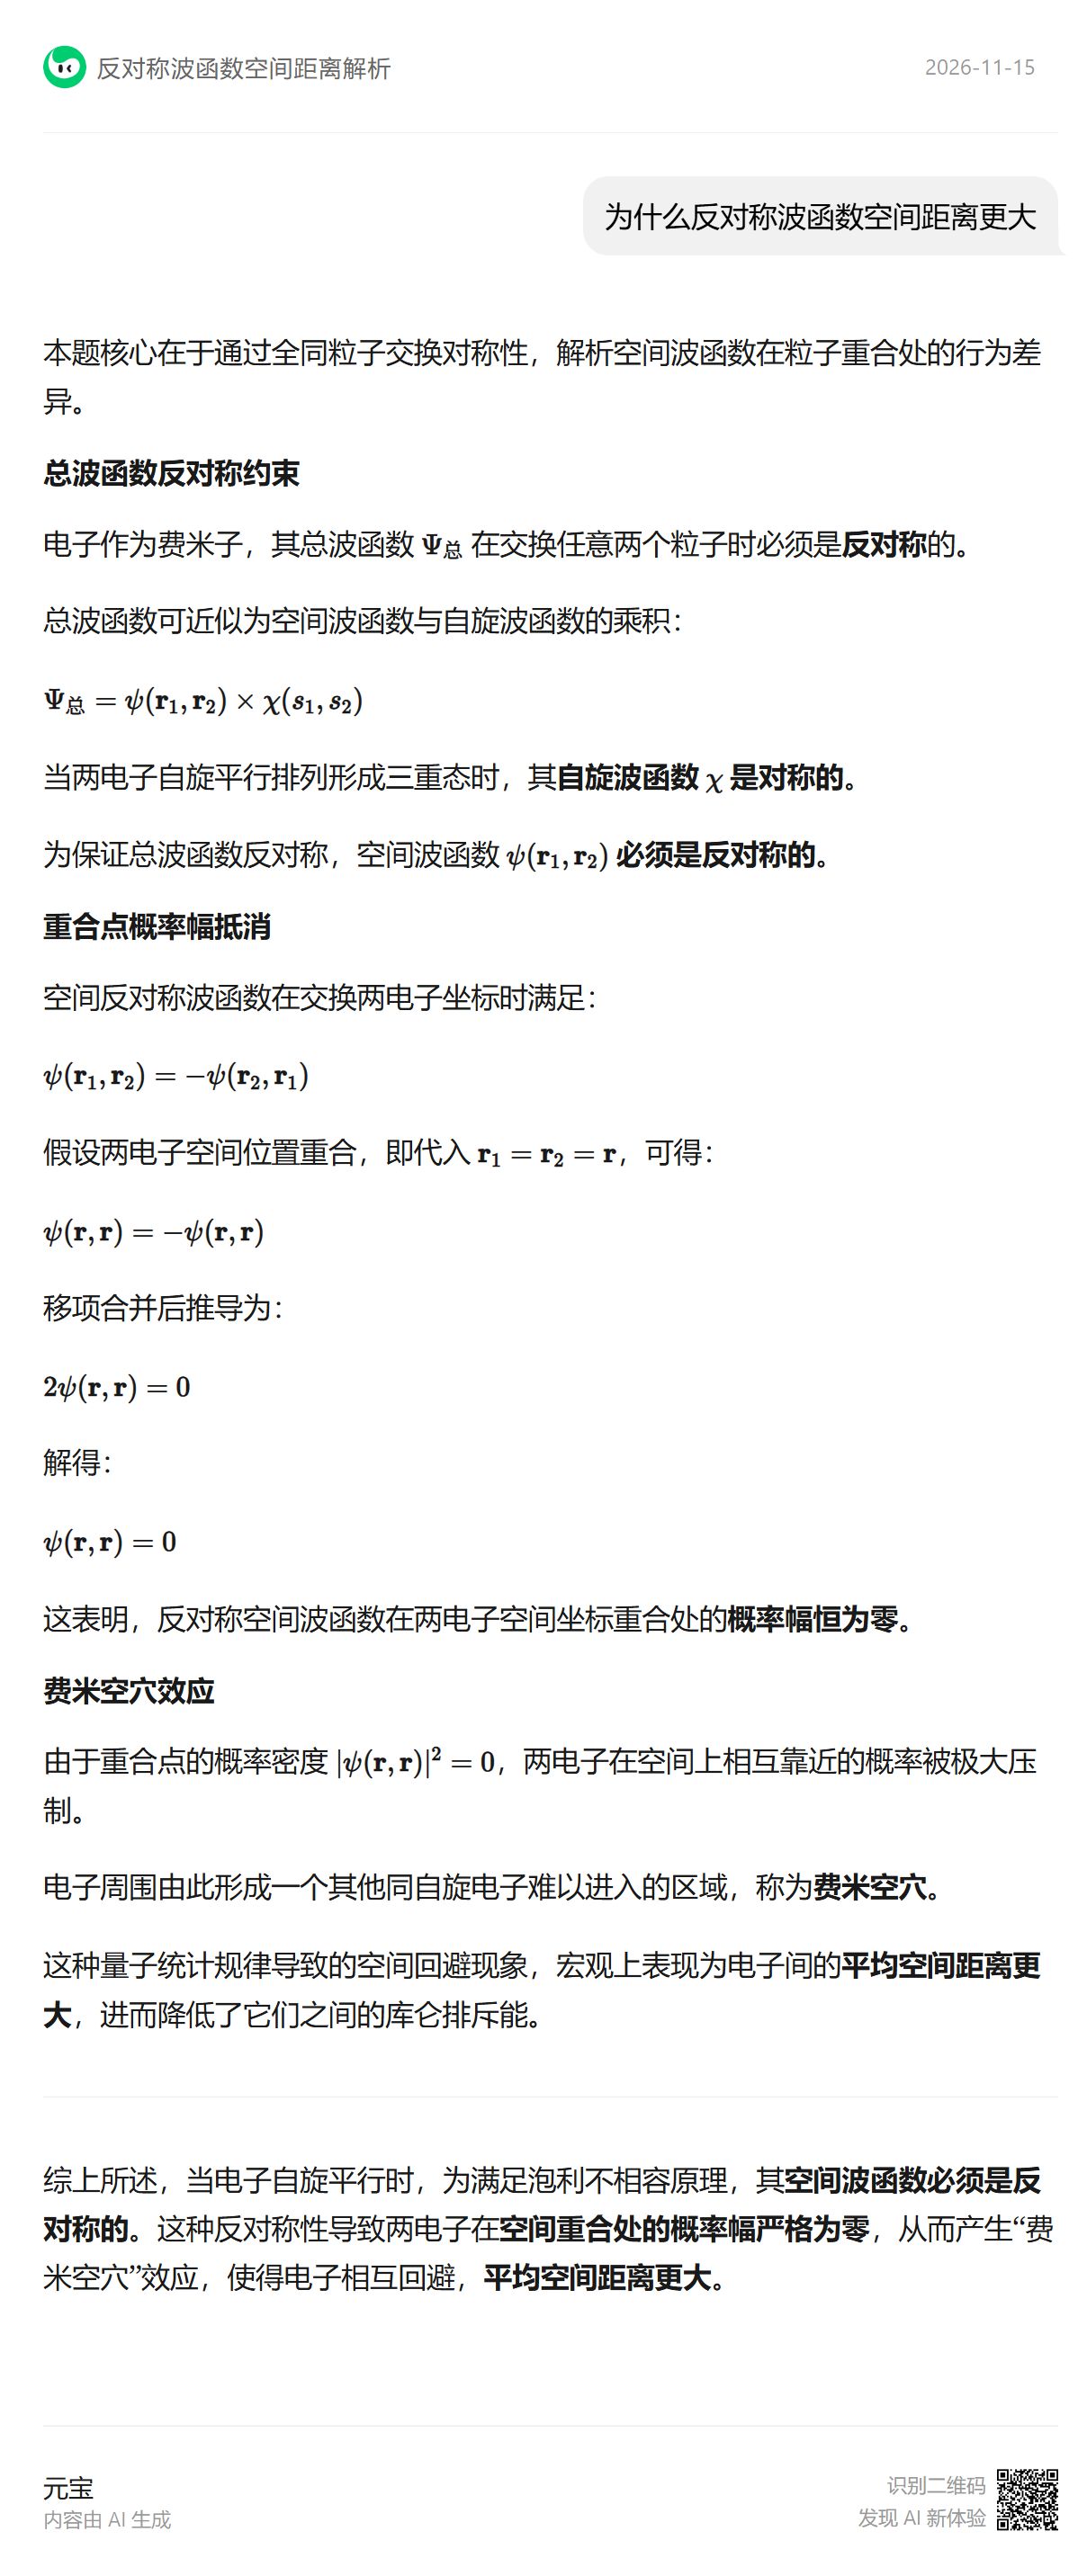 反对称波函数空间距离解析
2026-11-15
为什么反对称波函数空间距离更大
本题核心在于通过全同粒子交换对称性，解析空间波函数在粒子重合处的行为差
异。
总波函数反对称约束
电子作为费米子，其总波函数 Ψ总 在交换任意两个粒子时必须是反对称的。
总波函数可近似为空间波函数与自旋波函数的乘积：
Ψ总 = ψ(r₁, r₂) × χ(s₁, s₂)
当两电子自旋平行排列形成三重态时，其自旋波函数 χ 是对称的。
为保证总波函数反对称，空间波函数 ψ(r₁, r₂) 必须是反对称的。
重合点概率幅抵消
空间反对称波函数在交换两电子坐标时满足：
ψ(r₁, r₂) = −ψ(r₂, r₁)
假设两电子空间位置重合，即代入 r₁ = r₂ = r，可得：
ψ(r, r) = −ψ(r, r)
移项合并后推导为：
2ψ(r, r) = 0
解得：
ψ(r, r) = 0
这表明，反对称空间波函数在两电子空间坐标重合处的概率幅恒为零。
费米空穴效应
由于重合点的概率密度 |ψ(r, r)|² = 0，两电子在空间上相互靠近的概率被极大压
制。
电子周围由此形成一个其他同自旋电子难以进入的区域，称为费米空穴。
这种量子统计规律导致的空间回避现象，宏观上表现为电子间的平均空间距离更
大，进而降低了它们之间的库仑排斥能。
综上所述，当电子自旋平行时，为满足泡利不相容原理，其空间波函数必须是反
对称的。这种反对称性导致两电子在空间重合处的概率幅严格为零，从而产生“费
米空穴”效应，使得电子相互回避，平均空间距离更大。
元宝
内容由 AI 生成
识别二维码
发现 AI 新体验